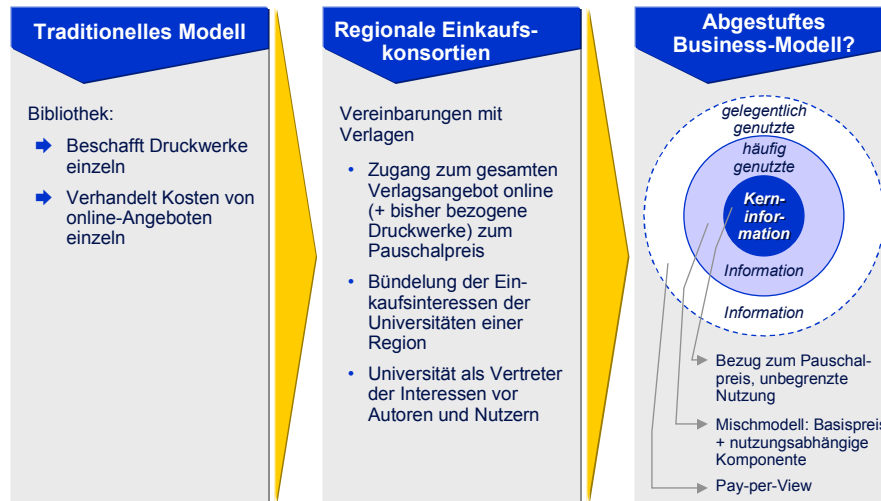 Traditionelles Modell
Bibliothek:
Beschafft Druckwerke
einzeln
Verhandelt Kosten von
online-Angeboten
einzeln
Regionale Einkaufs-
konsortien
Vereinbarungen mit
Verlagen
• Zugang zum gesamten
Verlagsangebot online
(+ bisher bezogene
Druckwerke) zum
Pauschalpreis
• Bündelung der Ein-
kaufsinteressen der
Universitäten einer
Region
• Universität als Vertreter
der Interessen vor
Autoren und Nutzern
Abgestuftes
Business-Modell?
gelegentlich
genutzte
häufig
genutzte
Kern-
infor-
mation
Information
Information
Bezug zum Pauschal-
preis, unbegrenzte
Nutzung
Mischmodell: Basispreis
+ nutzungsabhängige
Komponente
Pay-per-View